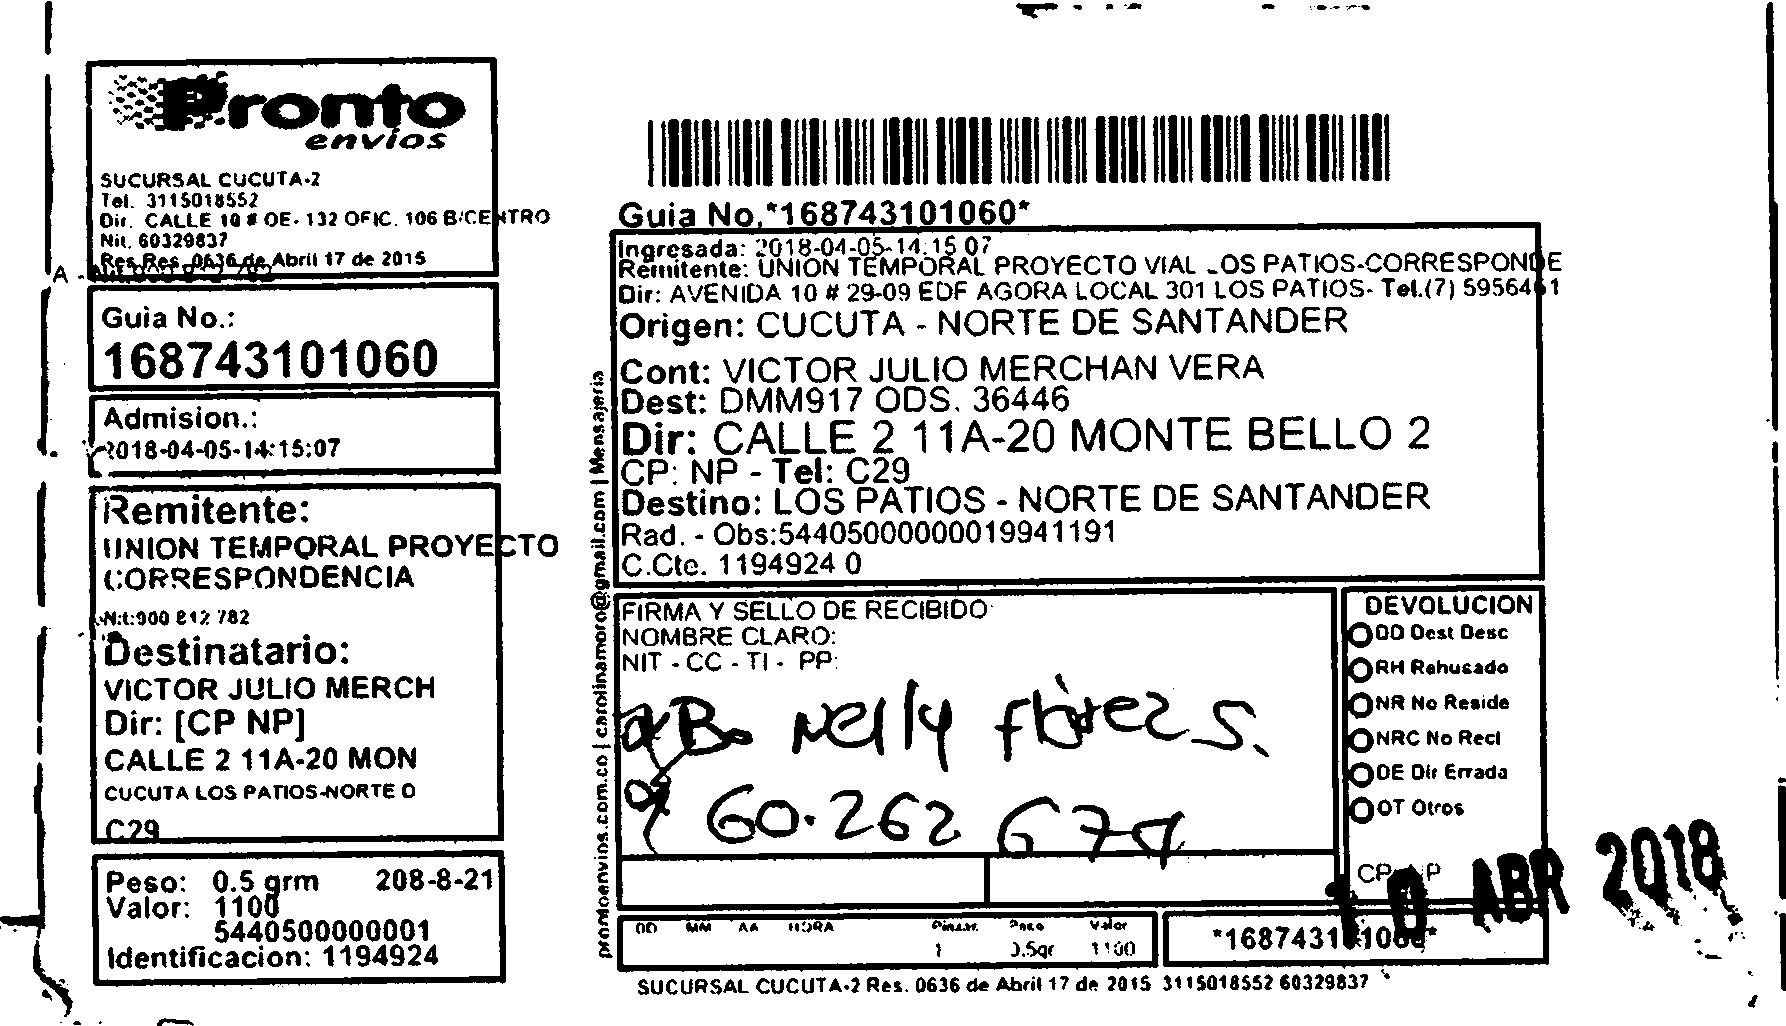 Pronto
envíos
SUCURSAL CUCUTA-2
Tel. 3115018552
Dir. CALLE 10 # OE- 132 OFIC. 106 B/CENTRO
Nit. 60329837
Res.Res. 0636 de Abril 17 de 2015
Guia No.:
168743101060
Admision.:
2018-04-05-14:15:07
Remitente:
UNION TEMPORAL PROYECTO
CORRESPONDENCIA
Nit:900 812 782
Destinatario:
VICTOR JULIO MERCH
Dir: [CP NP]
CALLE 2 11A-20 MON
CUCUTA LOS PATIOS-NORTE D
C29
Peso: 0.5 grm 208-8-21
Valor: 1100
5440500000001
Identificacion: 1194924
prontoenvios.com.co | carolinamoro@gmail.com | Mensajeria
Guia No.*168743101060*
Ingresada: 2018-04-05-14:15:07
Remitente: UNION TEMPORAL PROYECTO VIAL LOS PATIOS-CORRESPONDE
Dir: AVENIDA 10 # 29-09 EDF AGORA LOCAL 301 LOS PATIOS- Tel.(7) 5956461
Origen: CUCUTA - NORTE DE SANTANDER
Cont: VICTOR JULIO MERCHAN VERA
Dest: DMM917 ODS. 36446
Dir: CALLE 2 11A-20 MONTE BELLO 2
CP: NP - Tel: C29
Destino: LOS PATIOS - NORTE DE SANTANDER
Rad. - Obs:54405000000019941191
C.Cte. 1194924 0
FIRMA Y SELLO DE RECIBIDO
NOMBRE CLARO:
NIT - CC - TI - PP:
Nelly Flórez S.
60.262 674
DEVOLUCION
DD Dest Desc
RH Rehusado
NR No Reside
NRC No Recl
DE Dir Errada
OT Otros
CP: NP
10 ABR 2018
DD MM AA HORA Peso Valor
1 0.5gr 1100
*168743101060*
SUCURSAL CUCUTA-2 Res. 0636 de Abril 17 de 2015 3115018552 60329837